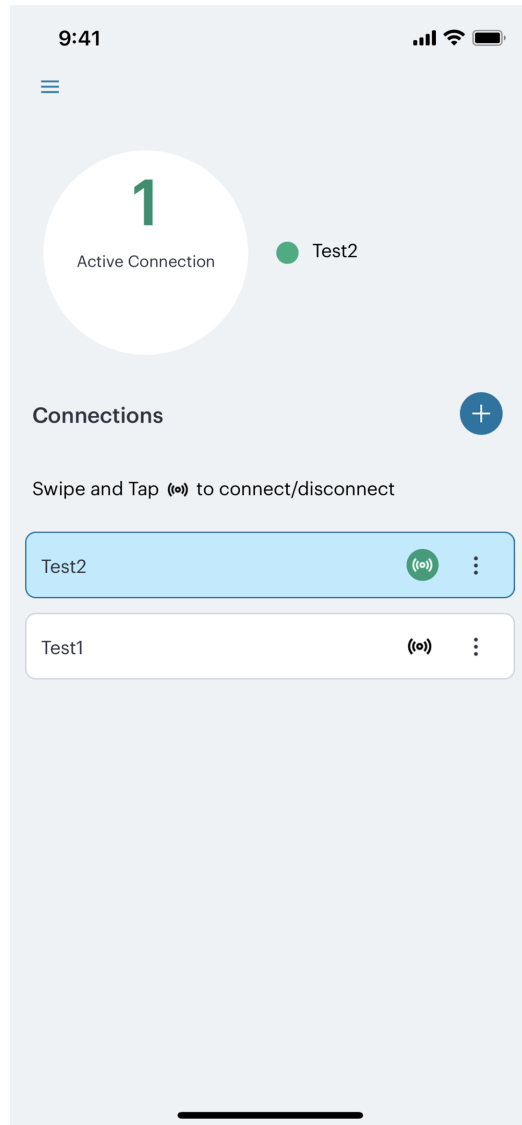 9:41
1
Active Connection
Test2
Connections
Swipe and Tap to connect/disconnect
Test2
Test1